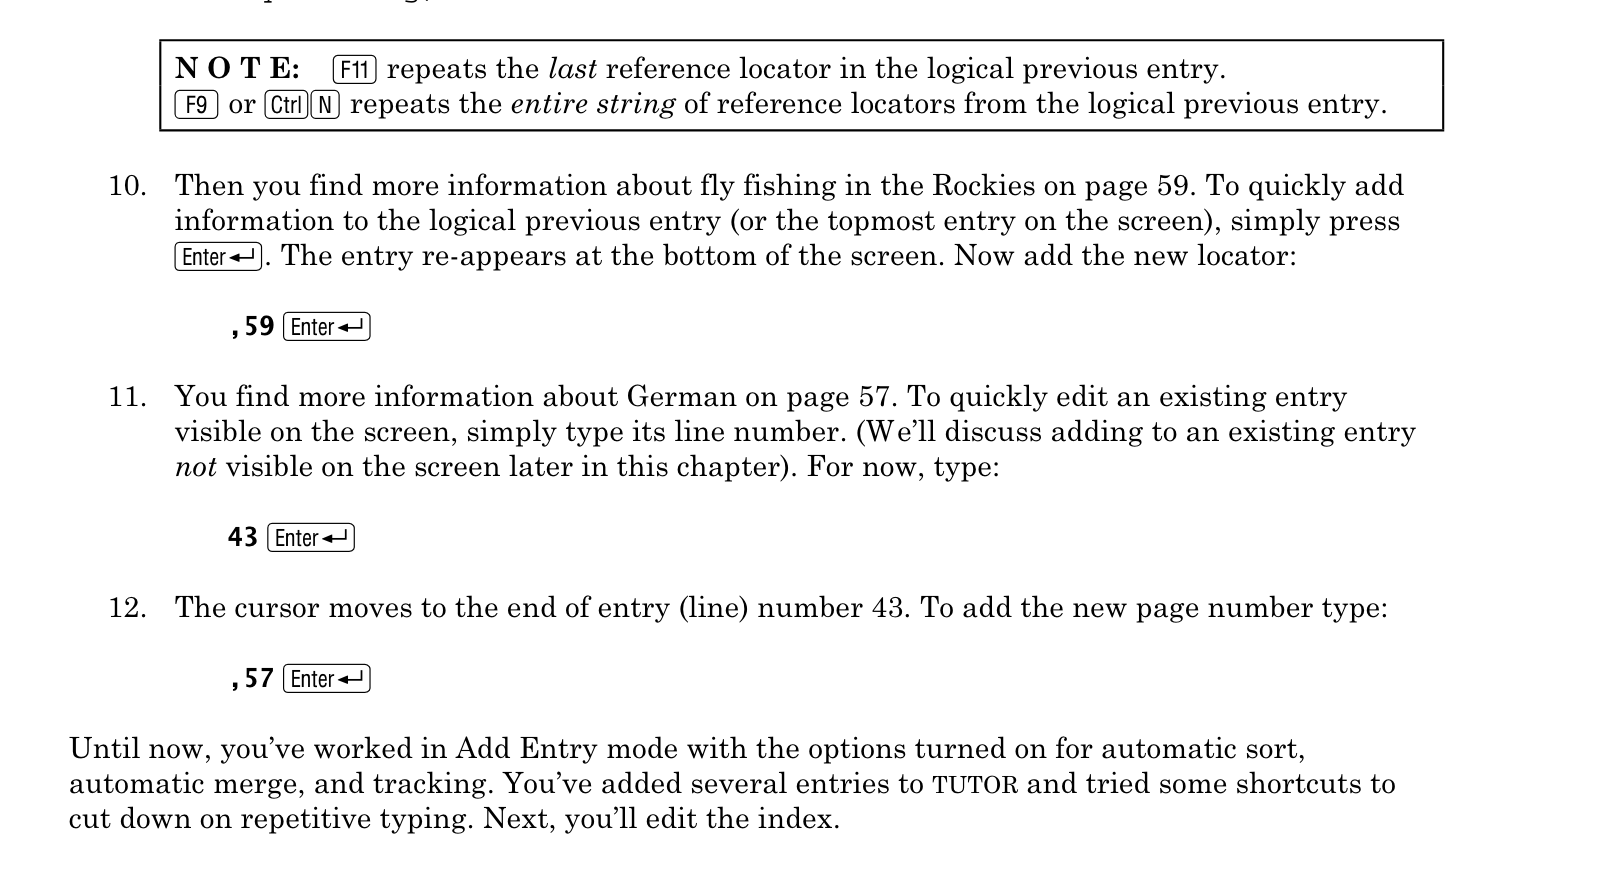 NOTE: F11 repeats the last reference locator in the logical previous entry.
F9 or Ctrl N repeats the entire string of reference locators from the logical previous entry.
10. Then you find more information about fly fishing in the Rockies on page 59. To quickly add
information to the logical previous entry (or the topmost entry on the screen), simply press
Enter↵. The entry re-appears at the bottom of the screen. Now add the new locator:
,59 Enter↵
11. You find more information about German on page 57. To quickly edit an existing entry
visible on the screen, simply type its line number. (We'll discuss adding to an existing entry
not visible on the screen later in this chapter). For now, type:
43 Enter↵
12. The cursor moves to the end of entry (line) number 43. To add the new page number type:
,57 Enter↵
Until now, you've worked in Add Entry mode with the options turned on for automatic sort,
automatic merge, and tracking. You've added several entries to TUTOR and tried some shortcuts to
cut down on repetitive typing. Next, you'll edit the index.